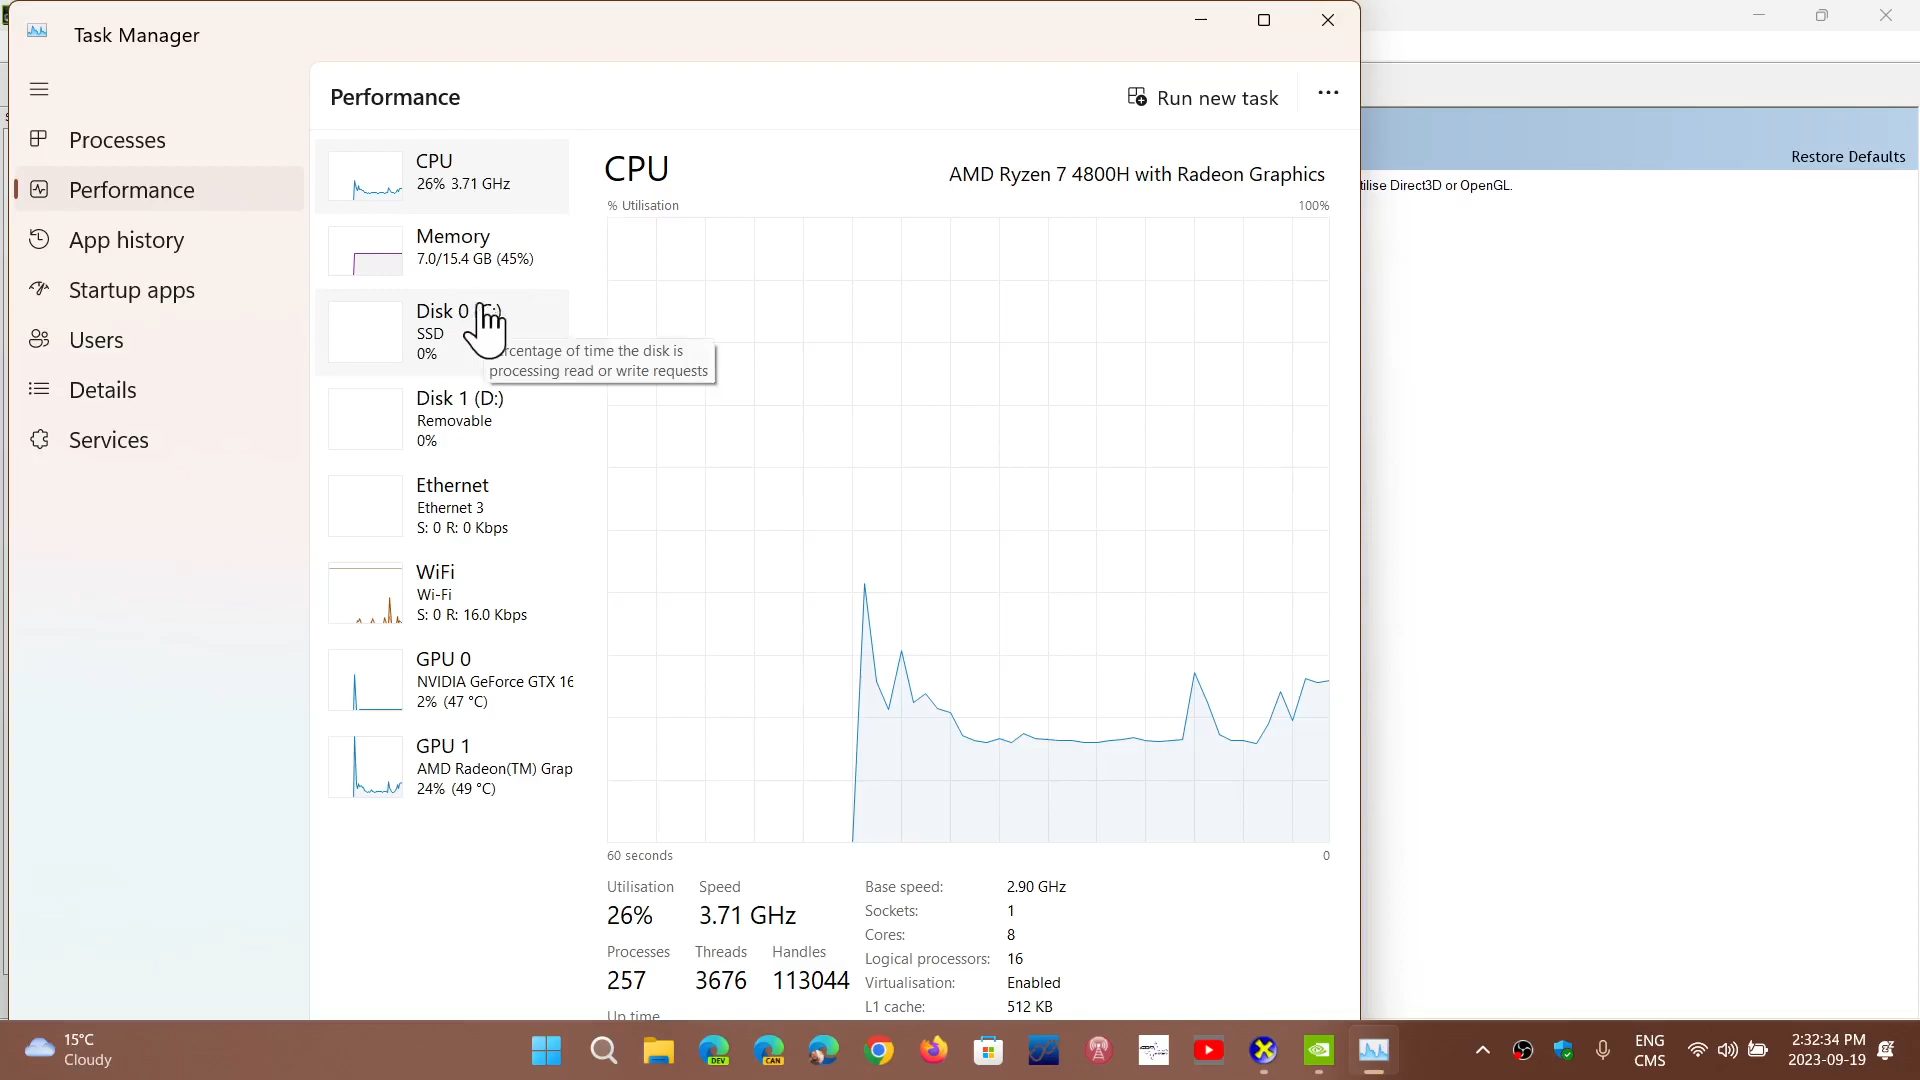 Task Manager
Performance
Run new task
Processes
Performance
App history
Startup apps
Users
Details
Services
CPU
26% 3.71 GHz
Memory
7.0/15.4 GB (45%)
Disk 0
SSD
0%
processing read or write requests
of time the disk is
Disk 1 (D:)
Removable
0%
Ethernet
Ethernet 3
S: 0 R: 0 Kbps
WiFi
Wi-Fi
S: 0 R: 16.0 Kbps
GPU 0
NVIDIA GeForce GTX 16
2% (47 °C)
GPU 1
AMD Radeon(TM) Grap
24% (49 °C)
CPU
AMD Ryzen 7 4800H with Radeon Graphics
% Utilisation
100%
60 seconds
0
Utilisation
Speed
26%
3.71 GHz
Processes
Threads
Handles
257
3676
113044
Up time
Base speed:
2.90 GHz
Sockets:
1
Cores:
8
Logical processors:
16
Virtualisation:
Enabled
L1 cache:
512 KB
Restore Defaults
tilise Direct3D or OpenGL.
15°C
Cloudy
DEV
CAN
ENG
CMS
2:32:34 PM
2023-09-19